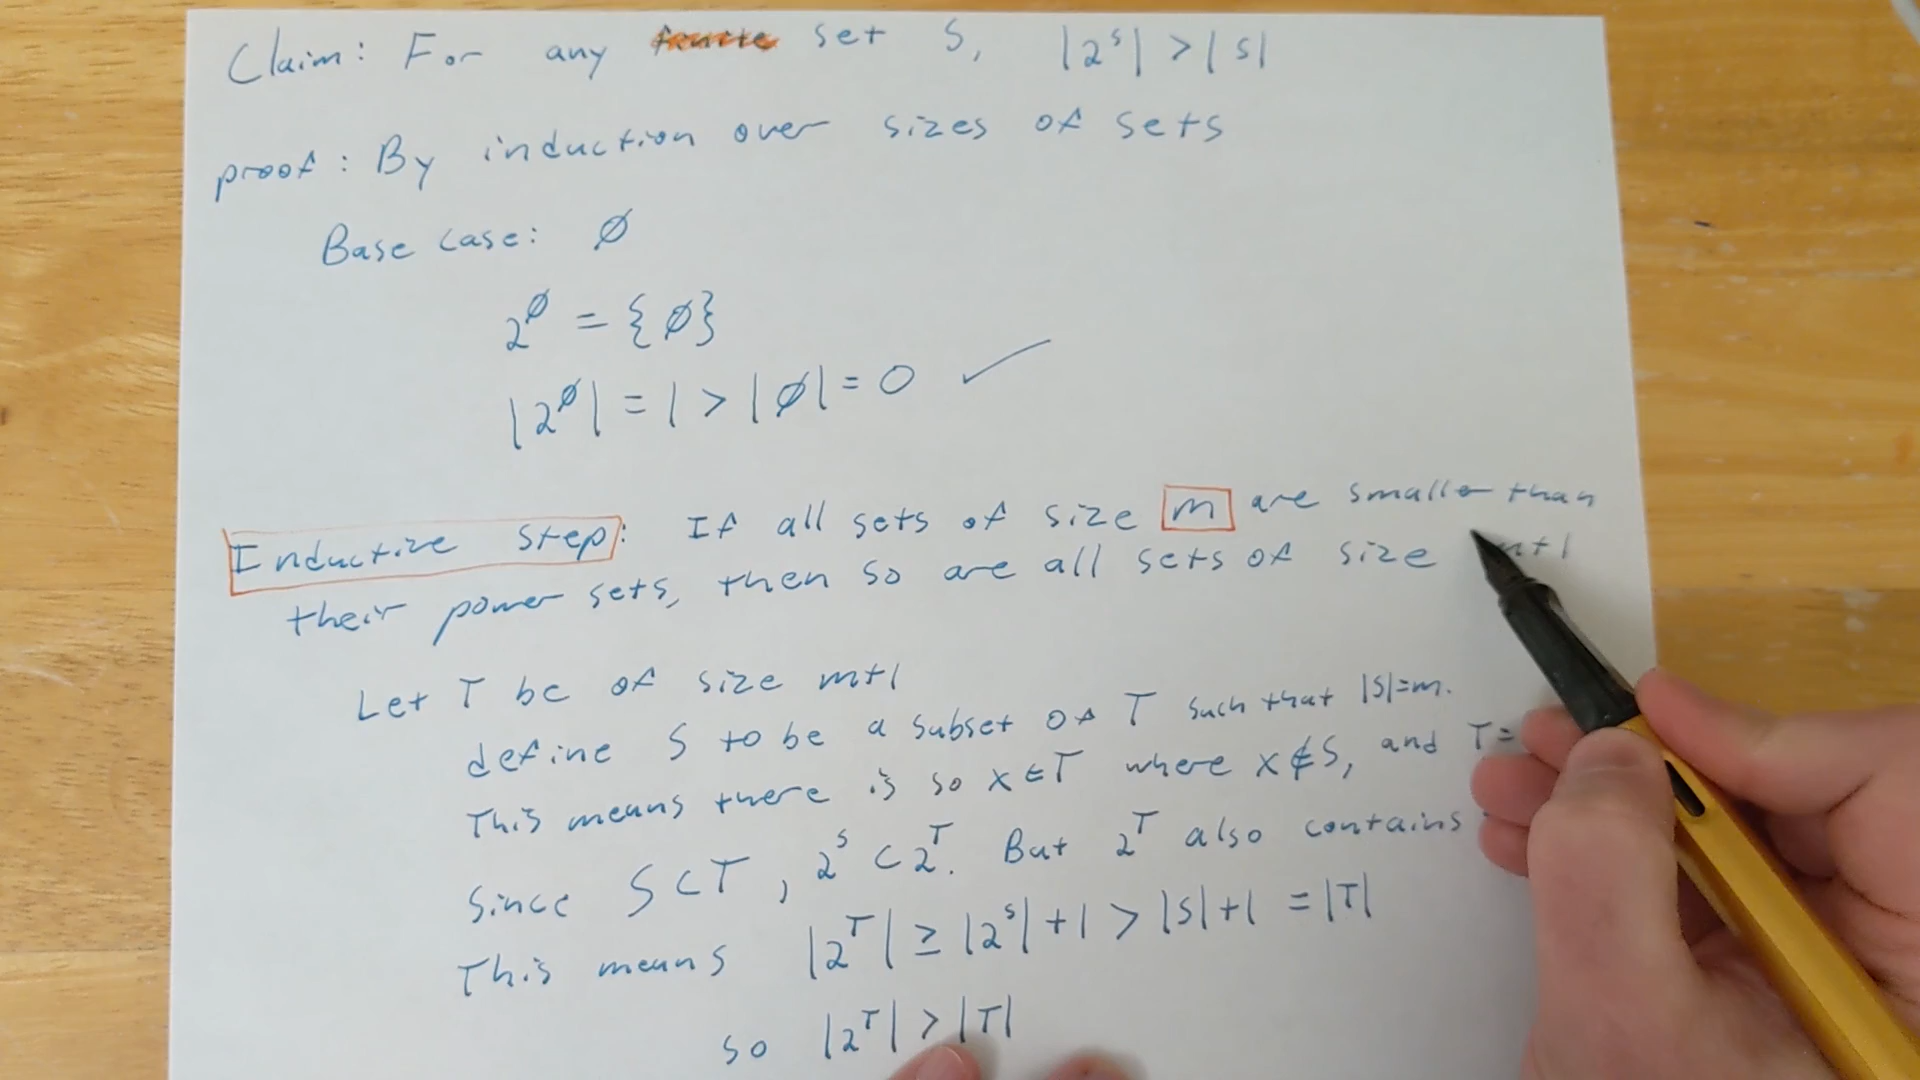 Claim: For any set S, |2^S| > |S|
proof: By induction over sizes of sets
Base case: ∅
2^∅ = {∅}
|2^∅| = 1 > |∅| = 0 ✓
Inductive Step: If all sets of size m are smaller than
their power sets, then so are all sets of size m+1
Let T be of size m+1
define S to be a subset of T such that |S|=m.
This means there is so x ∈ T where x ∉ S, and T =
Since S ⊂ T, 2^S ⊂ 2^T. But 2^T also contains
This means |2^T| ≥ |2^S| + 1 > |S| + 1 = |T|
so |2^T| > |T|